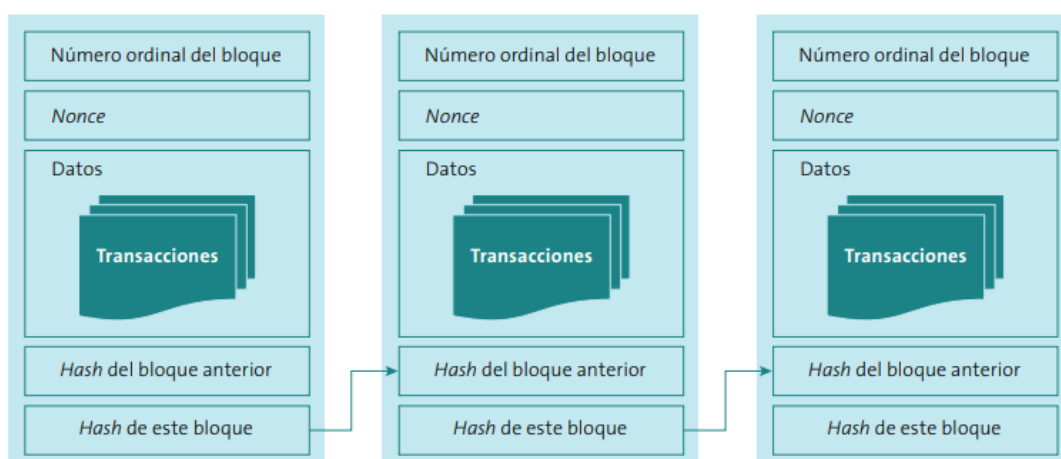 Número ordinal del bloque
Nonce
Datos
Transacciones
Hash del bloque anterior
Hash de este bloque
Número ordinal del bloque
Nonce
Datos
Transacciones
Hash del bloque anterior
Hash de este bloque
Número ordinal del bloque
Nonce
Datos
Transacciones
Hash del bloque anterior
Hash de este bloque